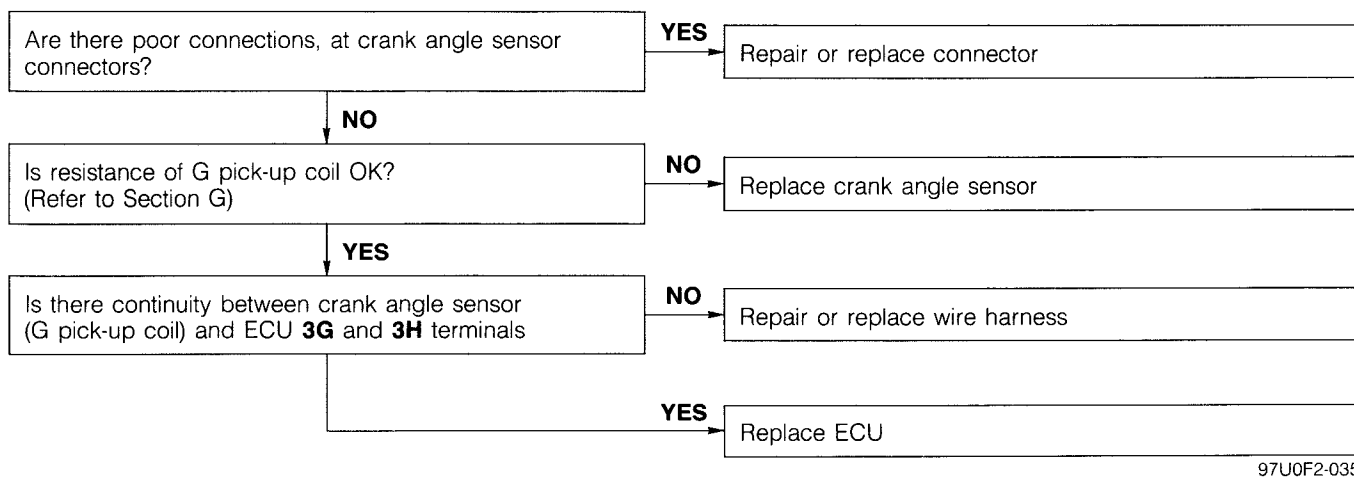 Are there poor connections, at crank angle sensor
connectors?
YES
Repair or replace connector
NO
Is resistance of G pick-up coil OK?
(Refer to Section G)
NO
Replace crank angle sensor
YES
Is there continuity between crank angle sensor
(G pick-up coil) and ECU 3G and 3H terminals
NO
Repair or replace wire harness
YES
Replace ECU
97U0F2-035